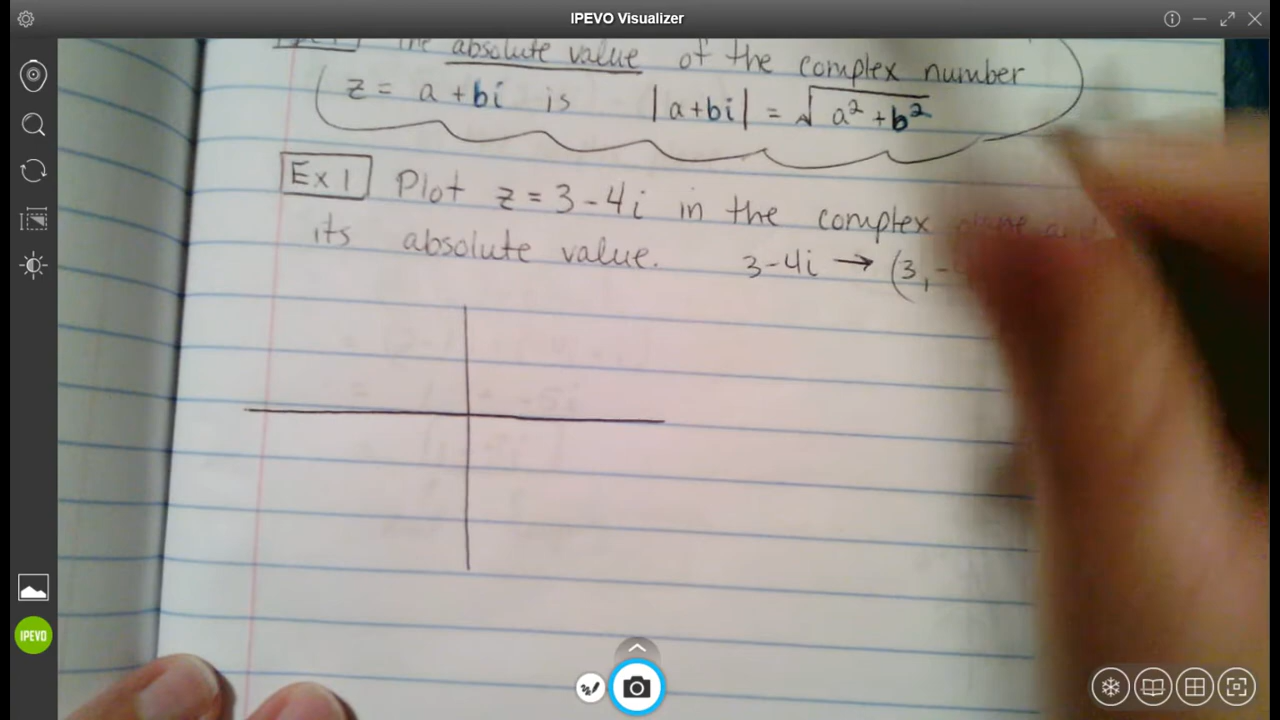 IPEVO Visualizer
the absolute value of the complex number
z = a + bi is |a+bi| = √a² + b²
Ex 1 Plot z = 3 - 4i in the complex
its absolute value. 3-4i → (3, -
IPEVO